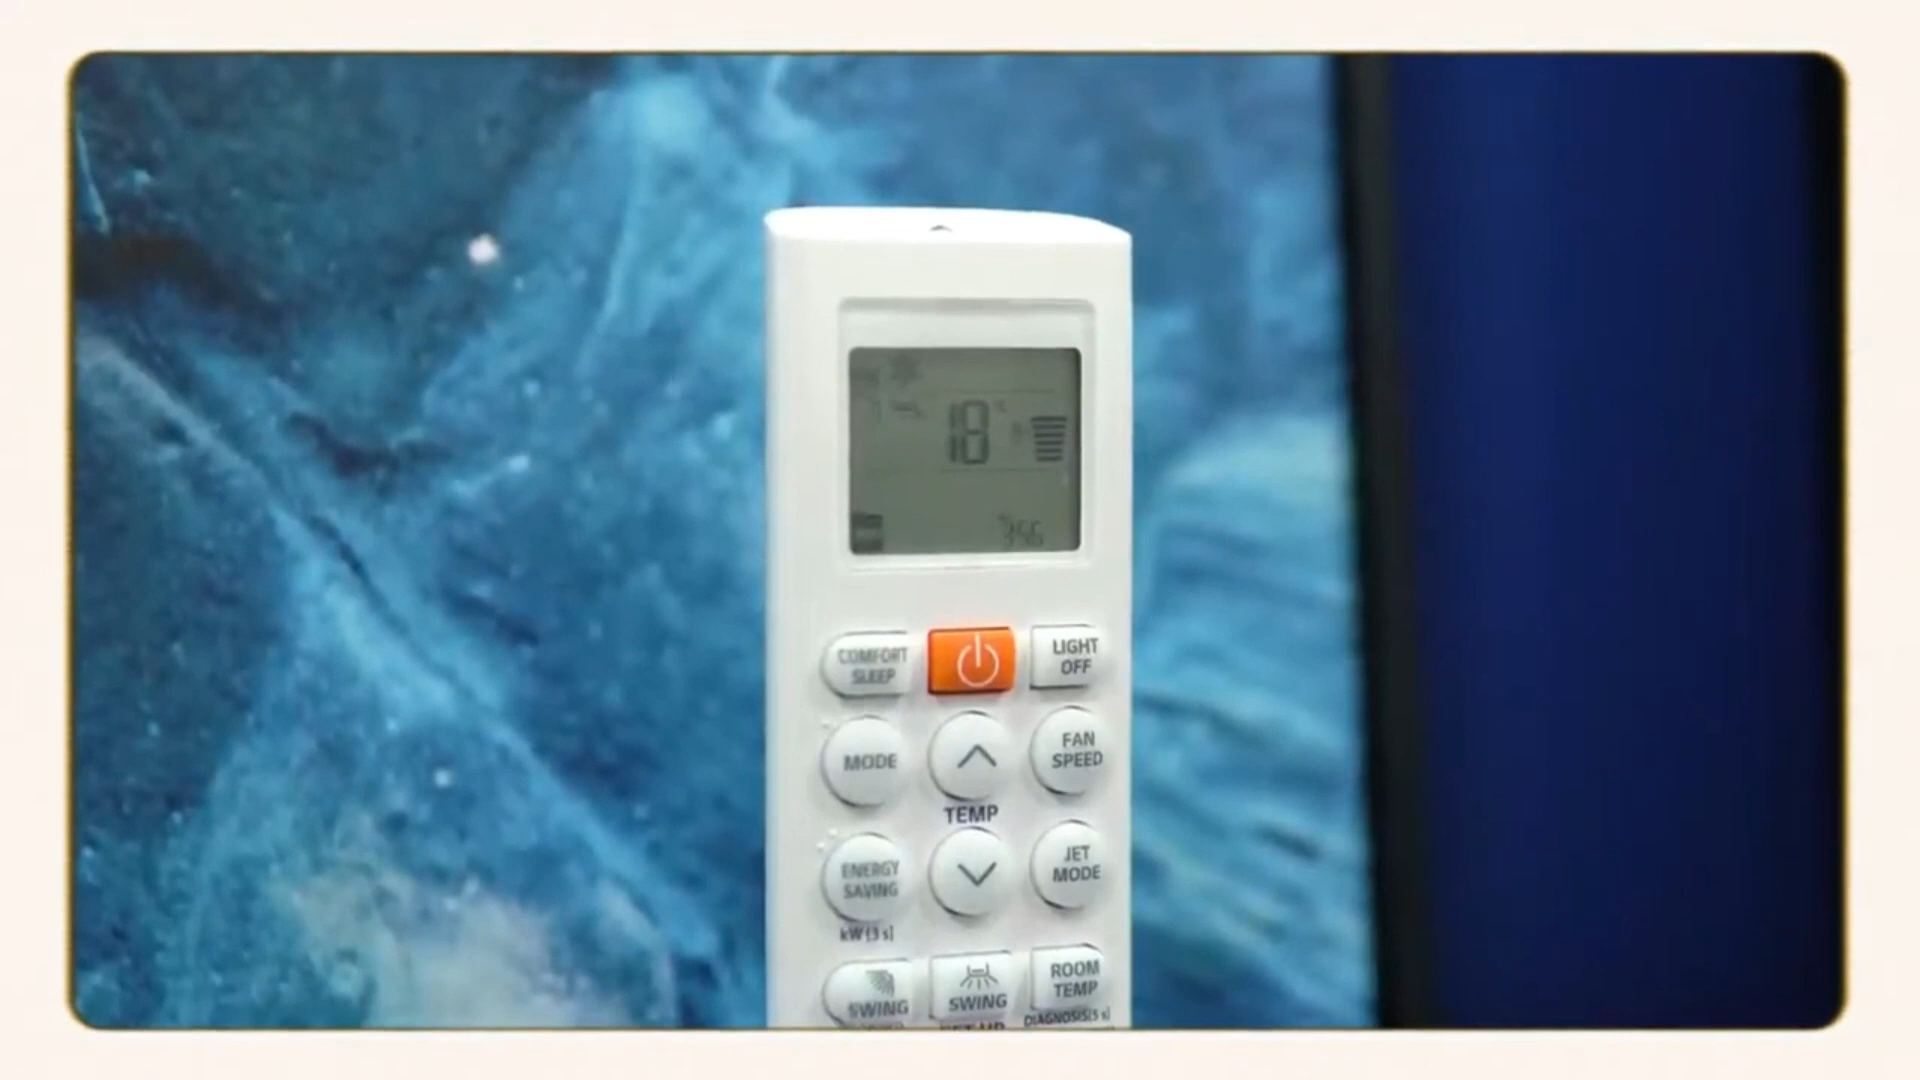 18
356
COMFORT
SLEEP
LIGHT
OFF
MODE
FAN
SPEED
TEMP
ENERGY
SAVING
JET
MODE
kW [3 s]
SWING
SWING
ROOM
TEMP
DIAGNOSIS[5 s]